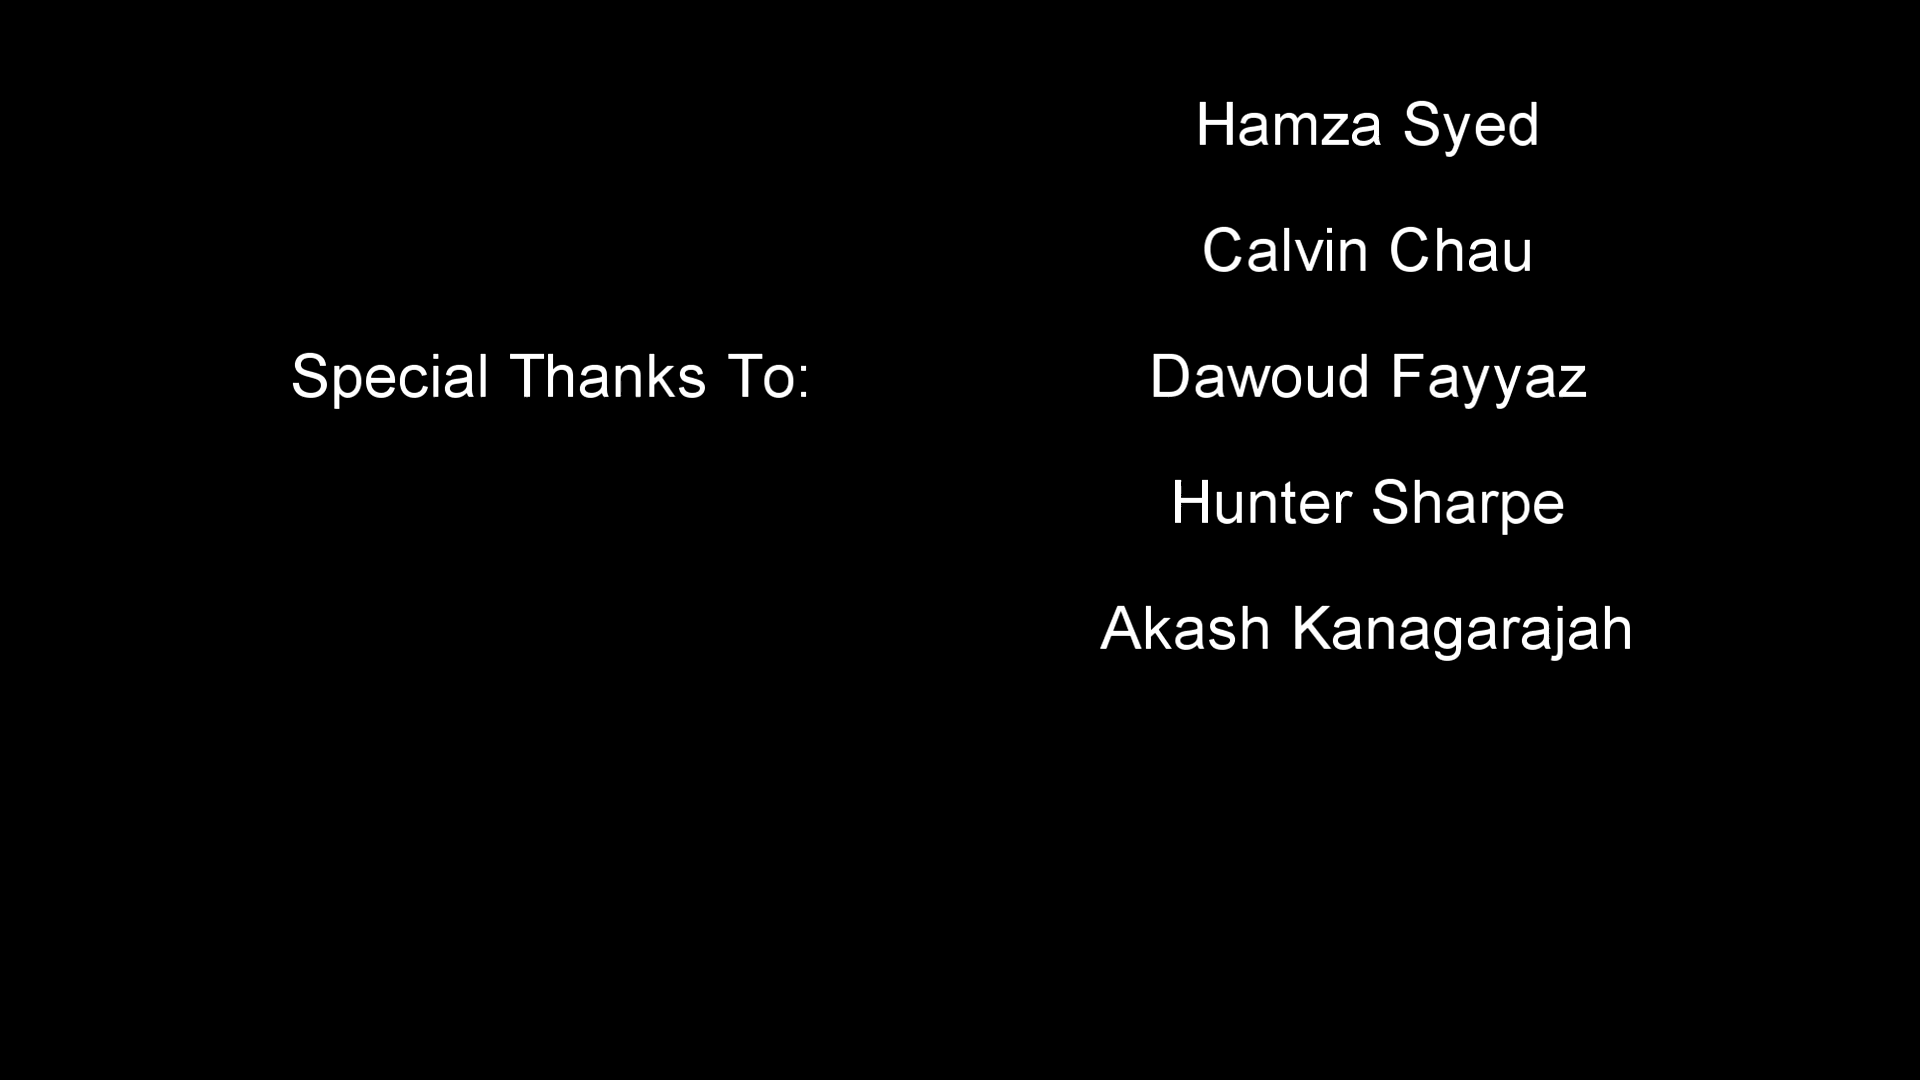 Hamza Syed
Calvin Chau
Special Thanks To: Dawoud Fayyaz
Hunter Sharpe
Akash Kanagarajah